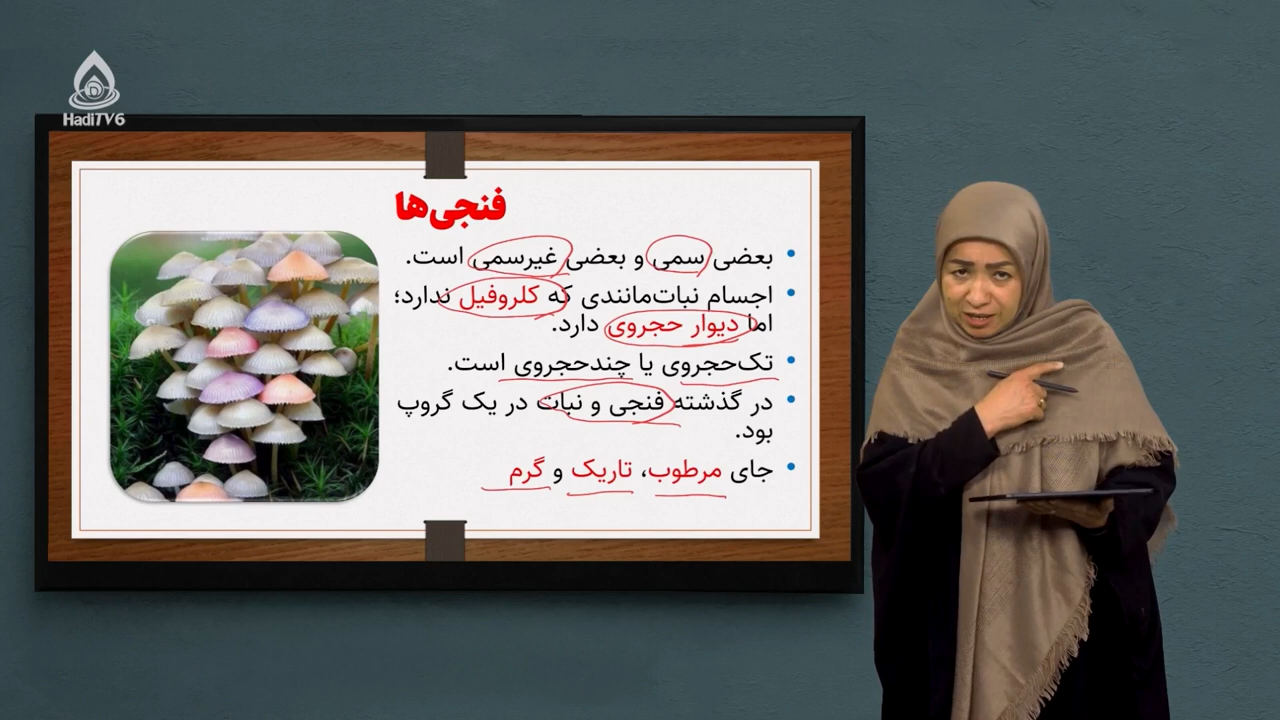 HadiTV6
فنجی‌ها
• بعضی سمی و بعضی غیرسمی است.
• اجسام نبات‌مانندی که کلروفیل ندارد؛
اما دیوار حجروی دارد.
• تک‌حجروی یا چندحجروی است.
• در گذشته فنجی و نبات در یک گروپ
بود.
• جای مرطوب، تاریک و گرم